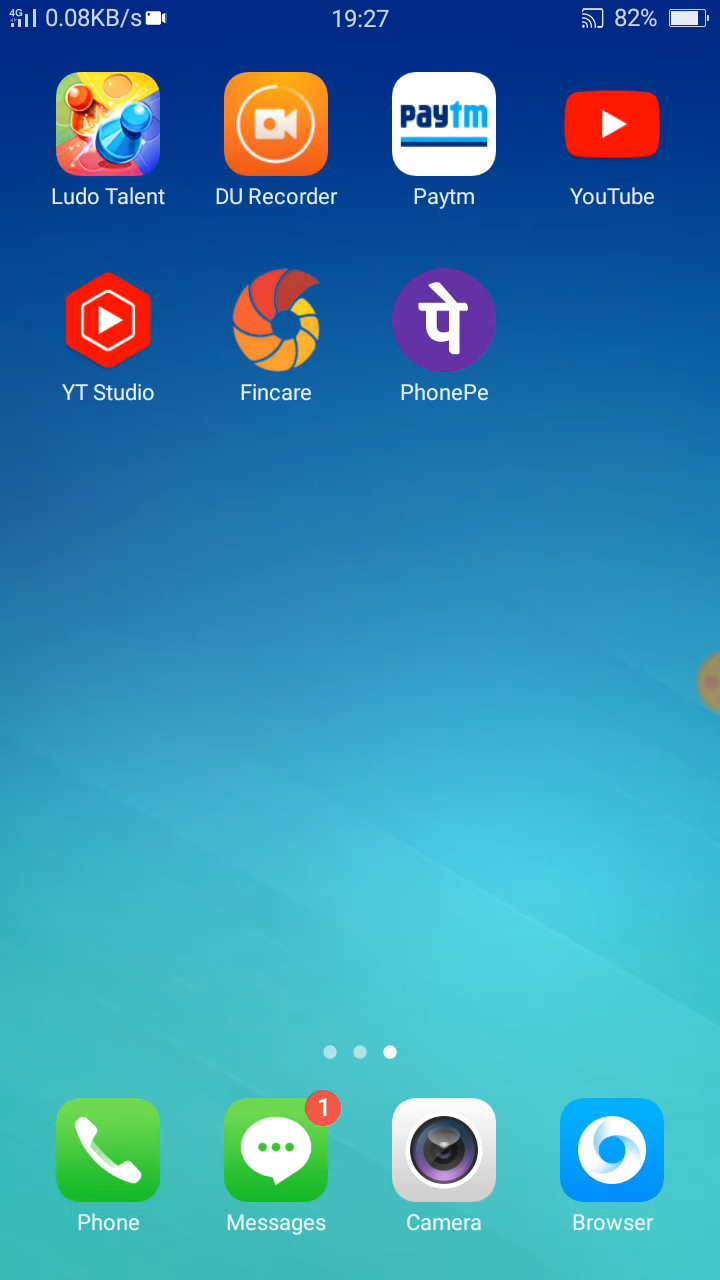 4G 0.08KB/s 19:27 82%
paytm
Ludo Talent DU Recorder Paytm YouTube
पे
YT Studio Fincare PhonePe
1
Phone Messages Camera Browser